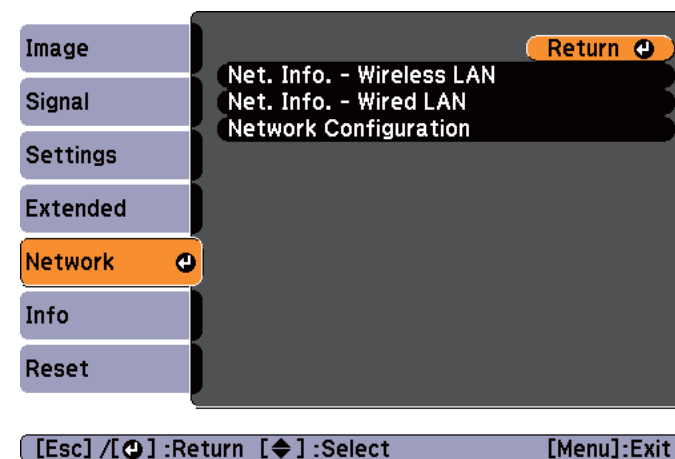 Image
Signal
Settings
Extended
Network
Info
Reset
Return
Net. Info. - Wireless LAN
Net. Info. - Wired LAN
Network Configuration
[Esc] /[⏎] :Return [◆] :Select [Menu]:Exit